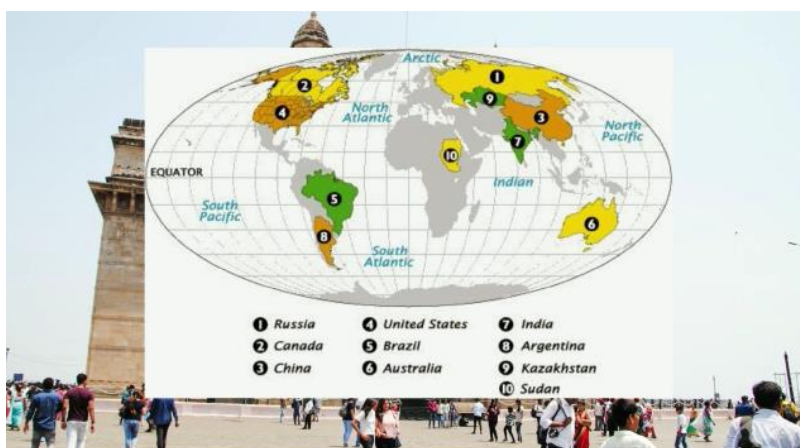 Arctic
1
2
9
4
North
Atlantic
3
North
Pacific
7
10
EQUATOR
Indian
5
South
Pacific
6
8
South
Atlantic
1 Russia
4 United States
7 India
2 Canada
5 Brazil
8 Argentina
3 China
6 Australia
9 Kazakhstan
10 Sudan